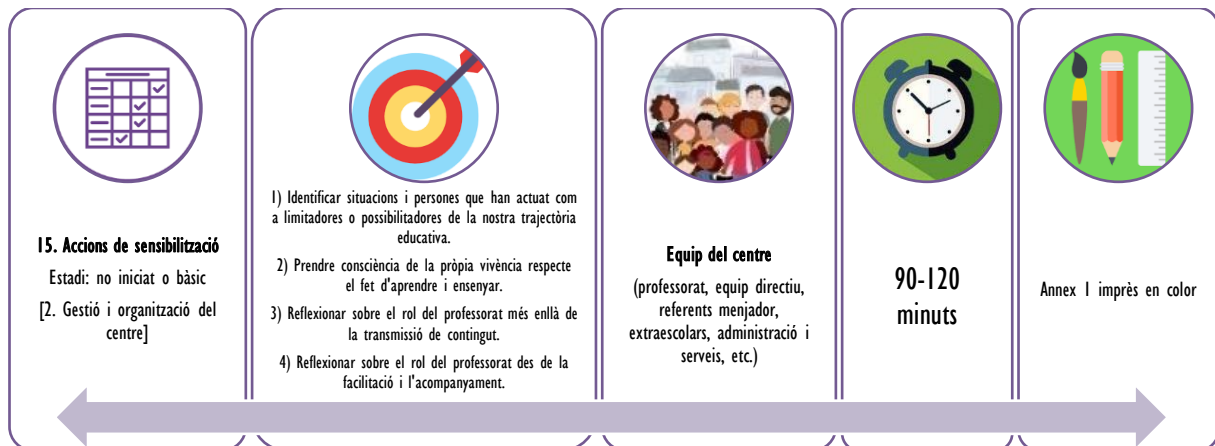 15. Accions de sensibilització
Estadi: no iniciat o bàsic
[2. Gestió i organització del
centre]
1) Identificar situacions i persones que han actuat com
a limitadores o possibilitadores de la nostra trajectòria
educativa.
2) Prendre consciència de la pròpia vivència respecte
el fet d'aprendre i ensenyar.
3) Reflexionar sobre el rol del professorat més enllà de
la transmissió de contingut.
4) Reflexionar sobre el rol del professorat des de la
facilitació i l'acompanyament.
Equip del centre
(professorat, equip directiu,
referents menjador,
extraescolars, administració i
serveis, etc.)
90-120
minuts
Annex I imprès en color